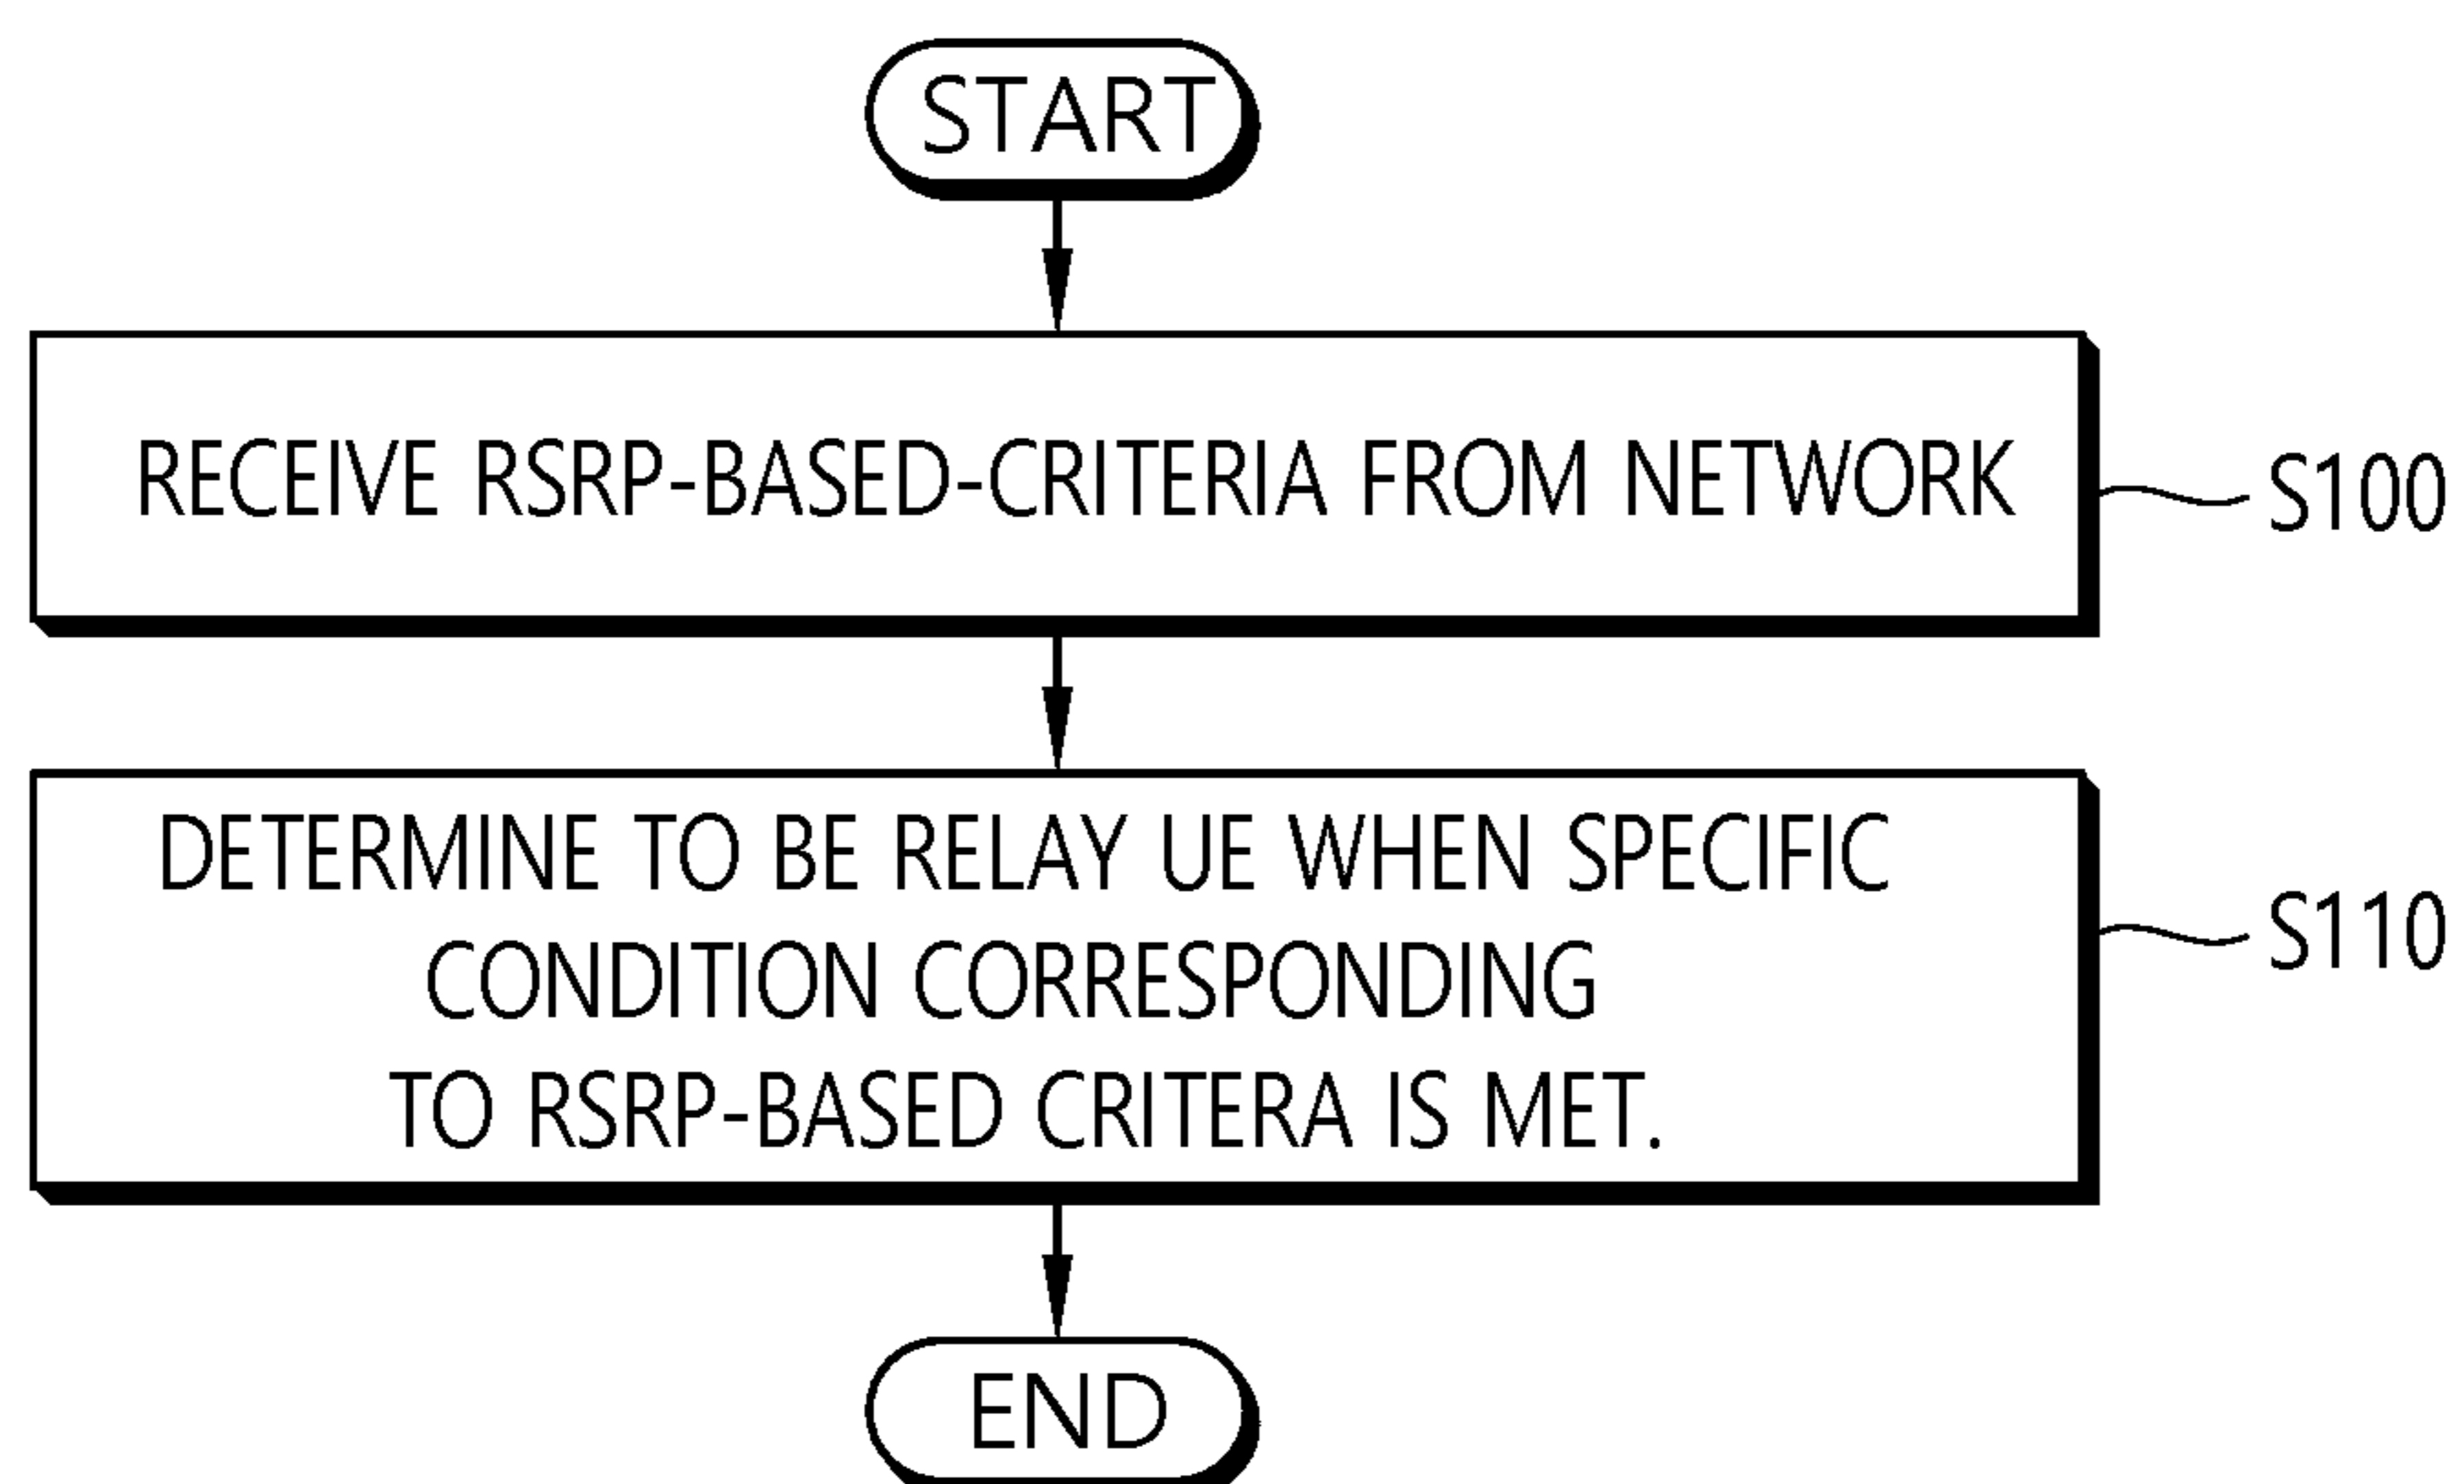 START
RECEIVE RSRP-BASED-CRITERIA FROM NETWORK
S100
DETERMINE TO BE RELAY UE WHEN SPECIFIC
CONDITION CORRESPONDING
TO RSRP-BASED CRITERA IS MET.
S110
END